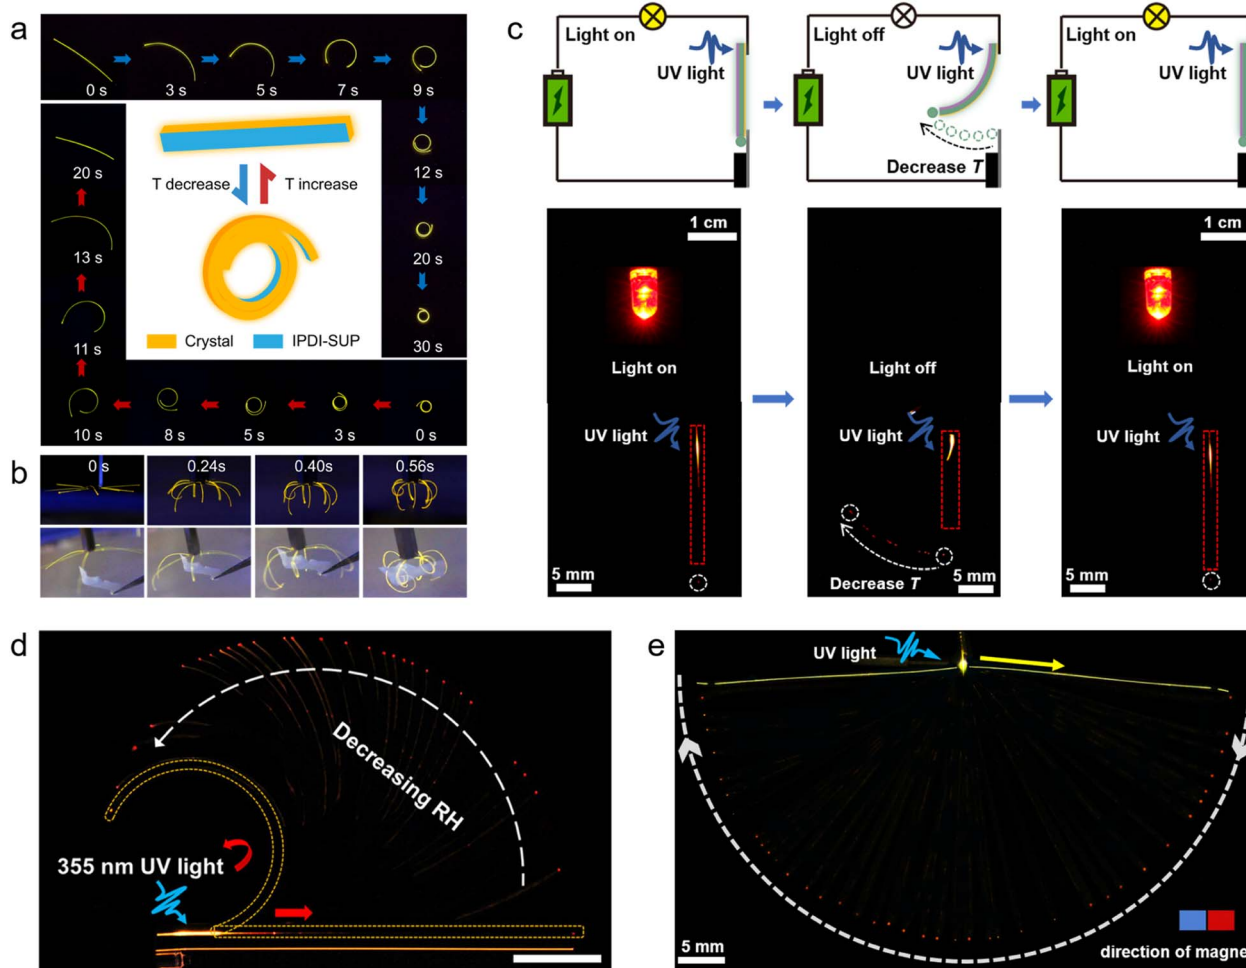 a
0 s
3 s
5 s
7 s
9 s
12 s
20 s
30 s
20 s
13 s
11 s
10 s
8 s
5 s
3 s
0 s
T decrease
T increase
Crystal
IPDI-SUP
b
0 s
0.24s
0.40s
0.56s
c
Light on
UV light
Light off
UV light
Decrease T
Light on
UV light
1 cm
Light on
UV light
5 mm
Light off
UV light
Decrease T
5 mm
1 cm
Light on
UV light
5 mm
d
Decreasing RH
355 nm UV light
e
UV light
5 mm
direction of magne